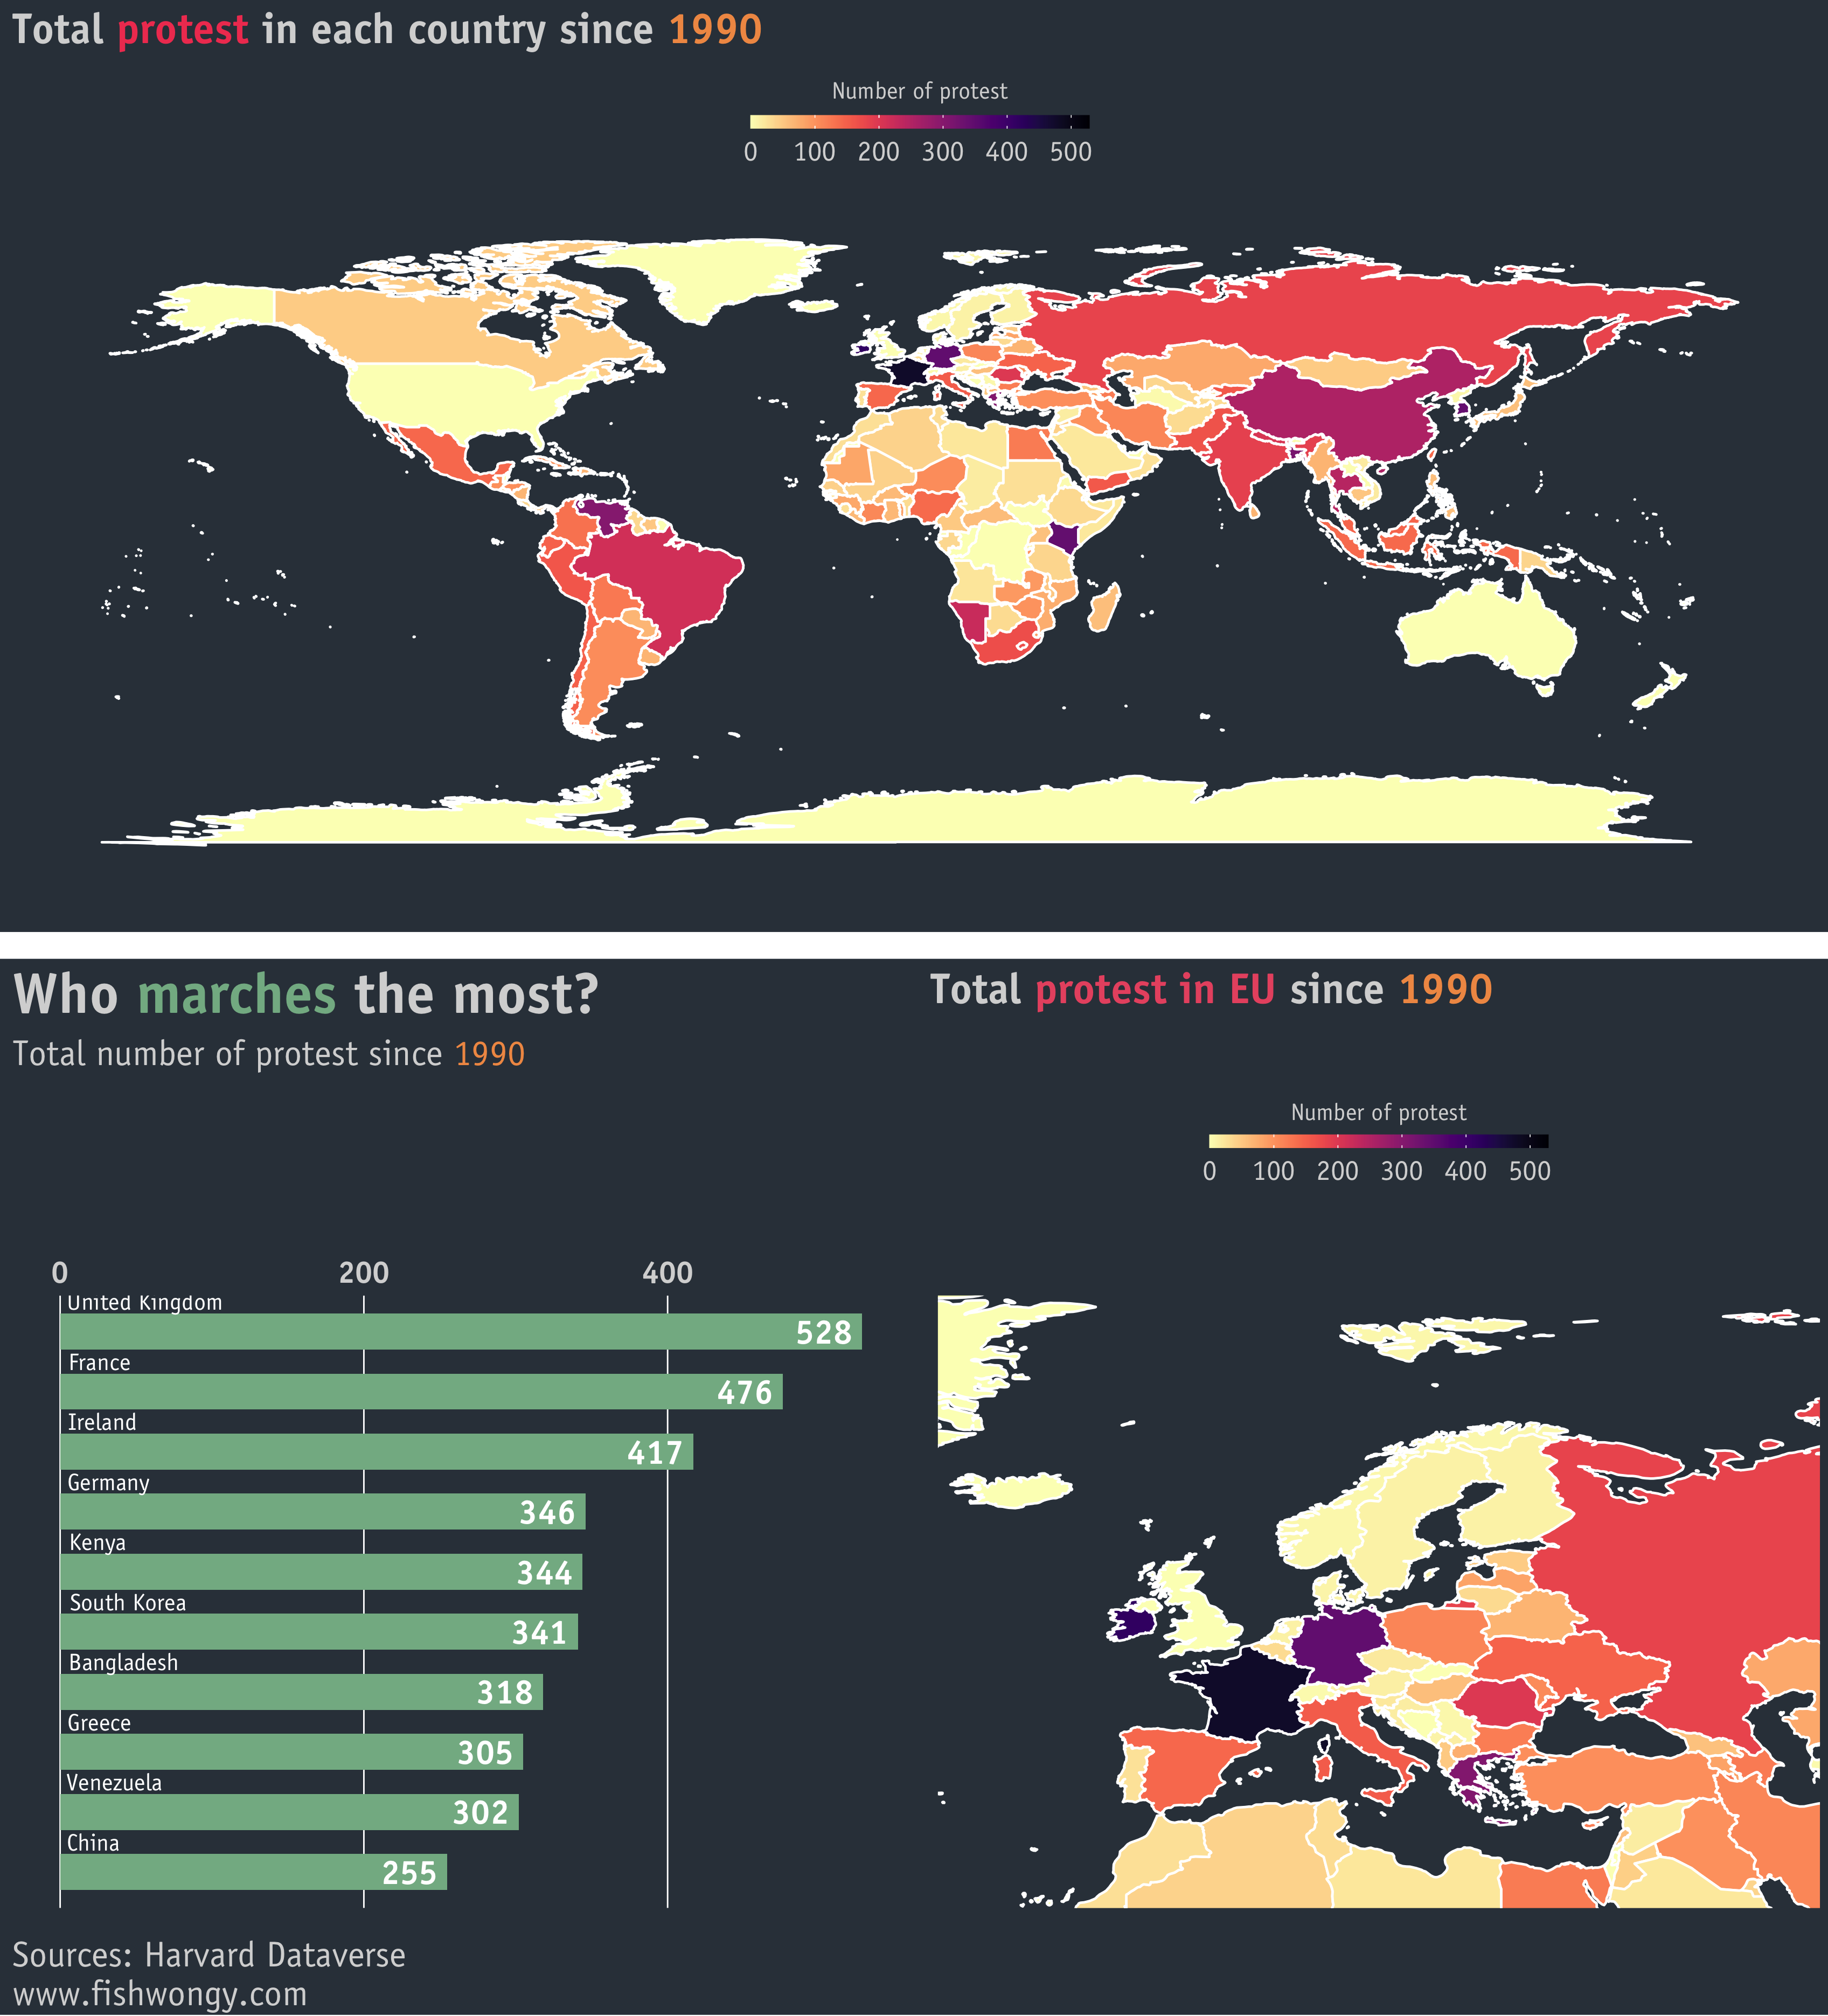 Total protest in each country since 1990
Number of protest
0 100 200 300 400 500
Who marches the most?
Total number of protest since 1990
0 200 400
United Kingdom
528
France
476
Ireland
417
Germany
346
Kenya
344
South Korea
341
Bangladesh
318
Greece
305
Venezuela
302
China
255
Sources: Harvard Dataverse
www.fishwongy.com
Total protest in EU since 1990
Number of protest
0 100 200 300 400 500